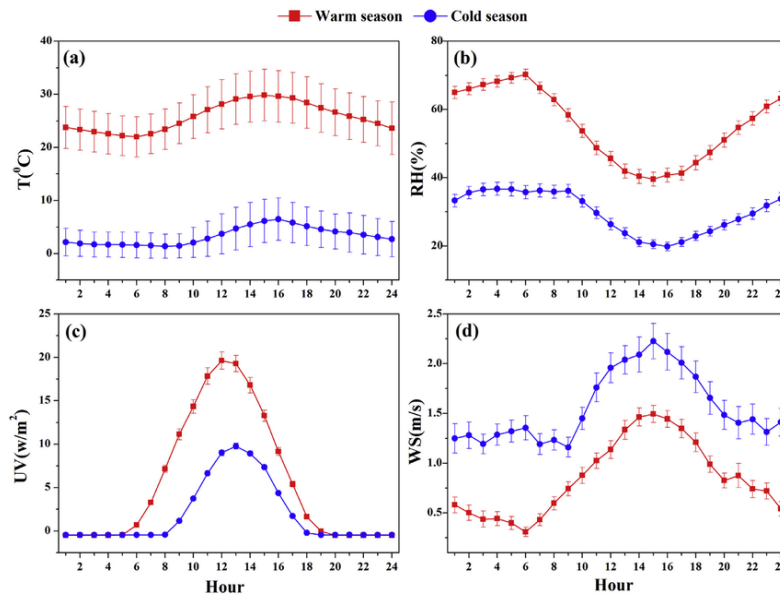 Warm season Cold season
(a)
40
30
20
10
0
T(⁰C)
2 4 6 8 10 12 14 16 18 20 22 24
(b)
80
60
40
20
RH(%)
2 4 6 8 10 12 14 16 18 20 22 2
(c)
25
20
15
10
5
0
UV(w/m²)
2 4 6 8 10 12 14 16 18 20 22 24
Hour
(d)
2.5
2.0
1.5
1.0
0.5
WS(m/s)
2 4 6 8 10 12 14 16 18 20 22 2
Hour